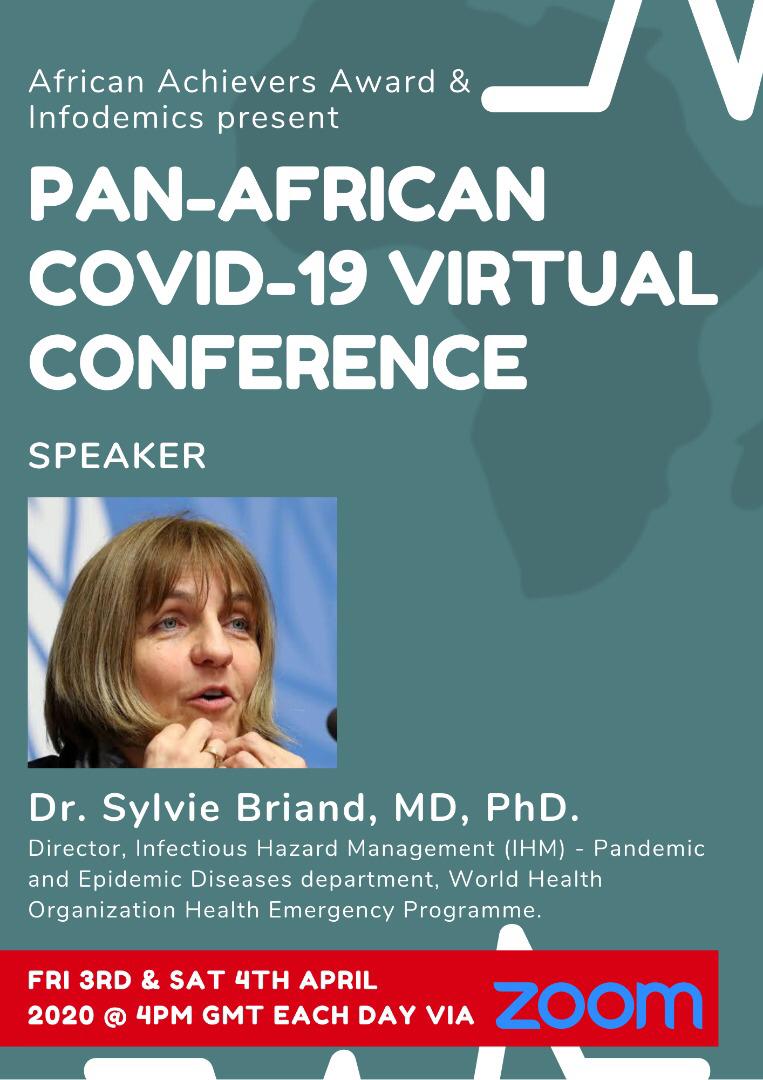 African Achievers Award &
Infodemics present
PAN-AFRICAN
COVID-19 VIRTUAL
CONFERENCE
SPEAKER
Dr. Sylvie Briand, MD, PhD.
Director, Infectious Hazard Management (IHM) - Pandemic
and Epidemic Diseases department, World Health
Organization Health Emergency Programme.
FRI 3RD & SAT 4TH APRIL
2020 @ 4PM GMT EACH DAY VIA zoom